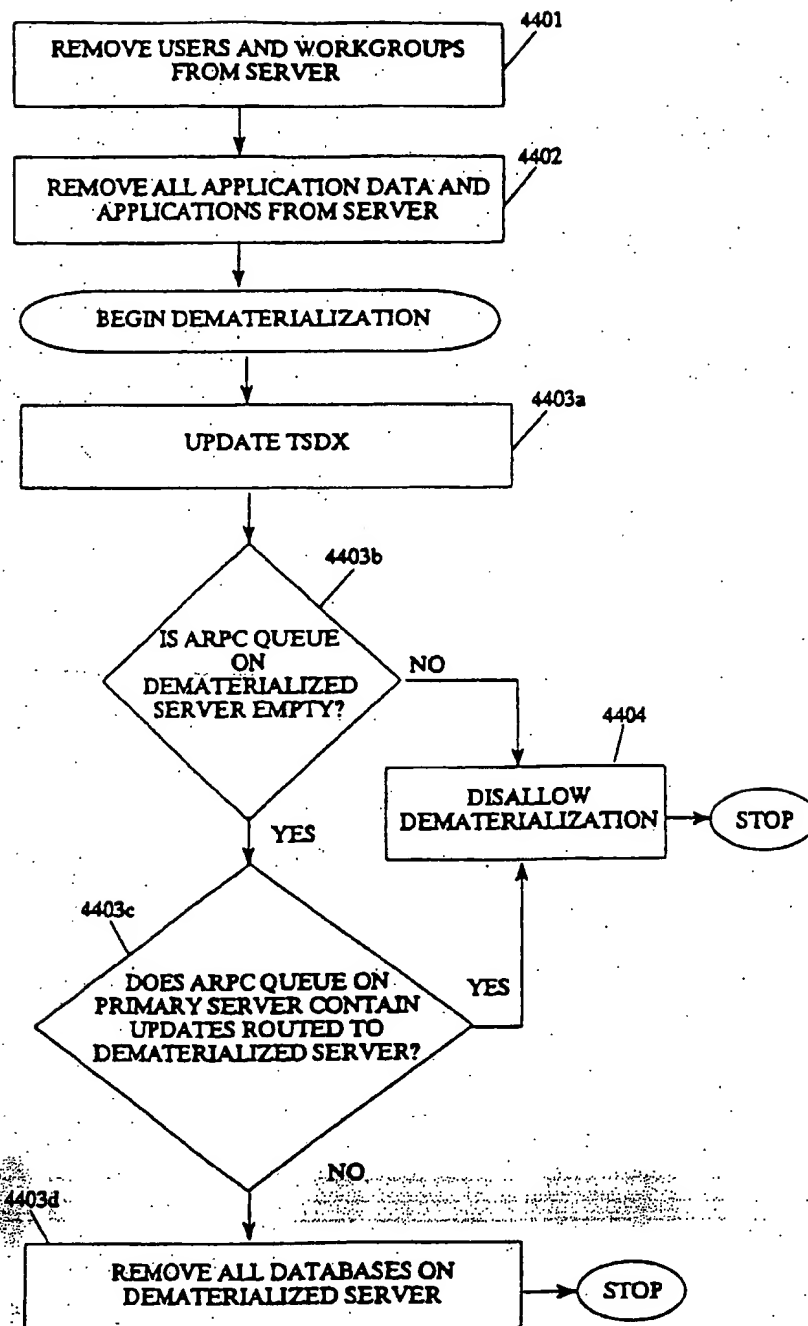 4401
REMOVE USERS AND WORKGROUPS
FROM SERVER
4402
REMOVE ALL APPLICATION DATA AND
APPLICATIONS FROM SERVER
BEGIN DEMATERIALIZATION
4403a
UPDATE TSDX
4403b
IS ARPC QUEUE
ON
DEMATERIALIZED
SERVER EMPTY?
NO
4404
DISALLOW
DEMATERIALIZATION
STOP
YES
4403c
DOES ARPC QUEUE ON
PRIMARY SERVER CONTAIN
UPDATES ROUTED TO
DEMATERIALIZED SERVER?
YES
NO
4403d
REMOVE ALL DATABASES ON
DEMATERIALIZED SERVER
STOP